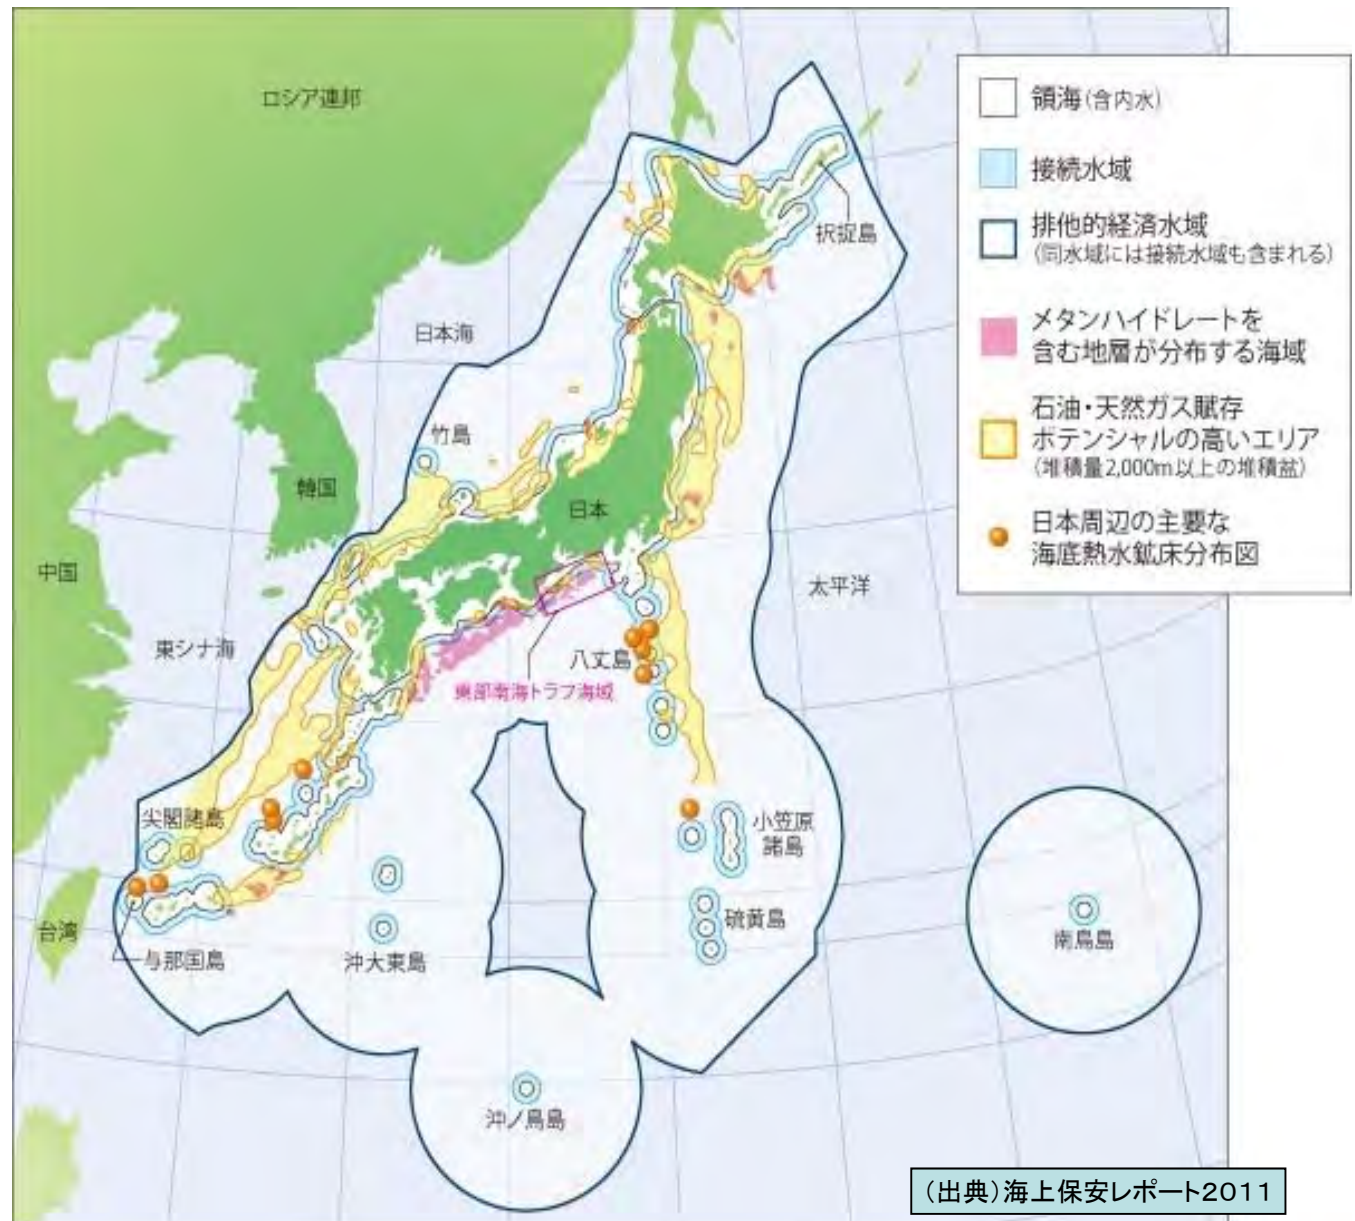 ロシア連邦
択捉島
日本海
竹島
韓国
日本
中国
太平洋
東シナ海
八丈島
東部南海トラフ海域
尖閣諸島
小笠原
諸島
硫黄島
南鳥島
台湾
与那国島
沖大東島
沖ノ鳥島
領海(含内水)
接続水域
排他的経済水域
(同水域には接続水域も含まれる)
メタンハイドレートを
含む地層が分布する海域
石油・天然ガス賦存
ポテンシャルの高いエリア
(堆積量2,000m以上の堆積盆)
日本周辺の主要な
海底熱水鉱床分布図
(出典)海上保安レポート2011